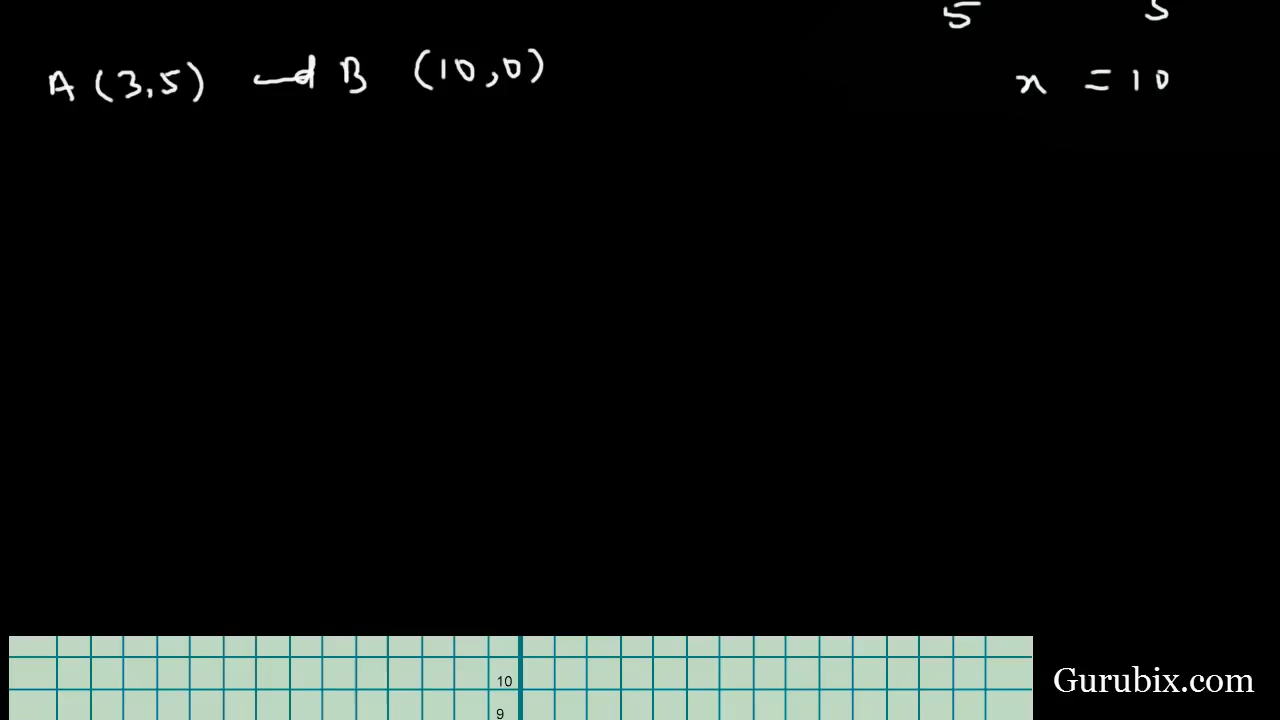 5 5
A (3,5) and B (10,0)
x = 10
10
9
Gurubix.com